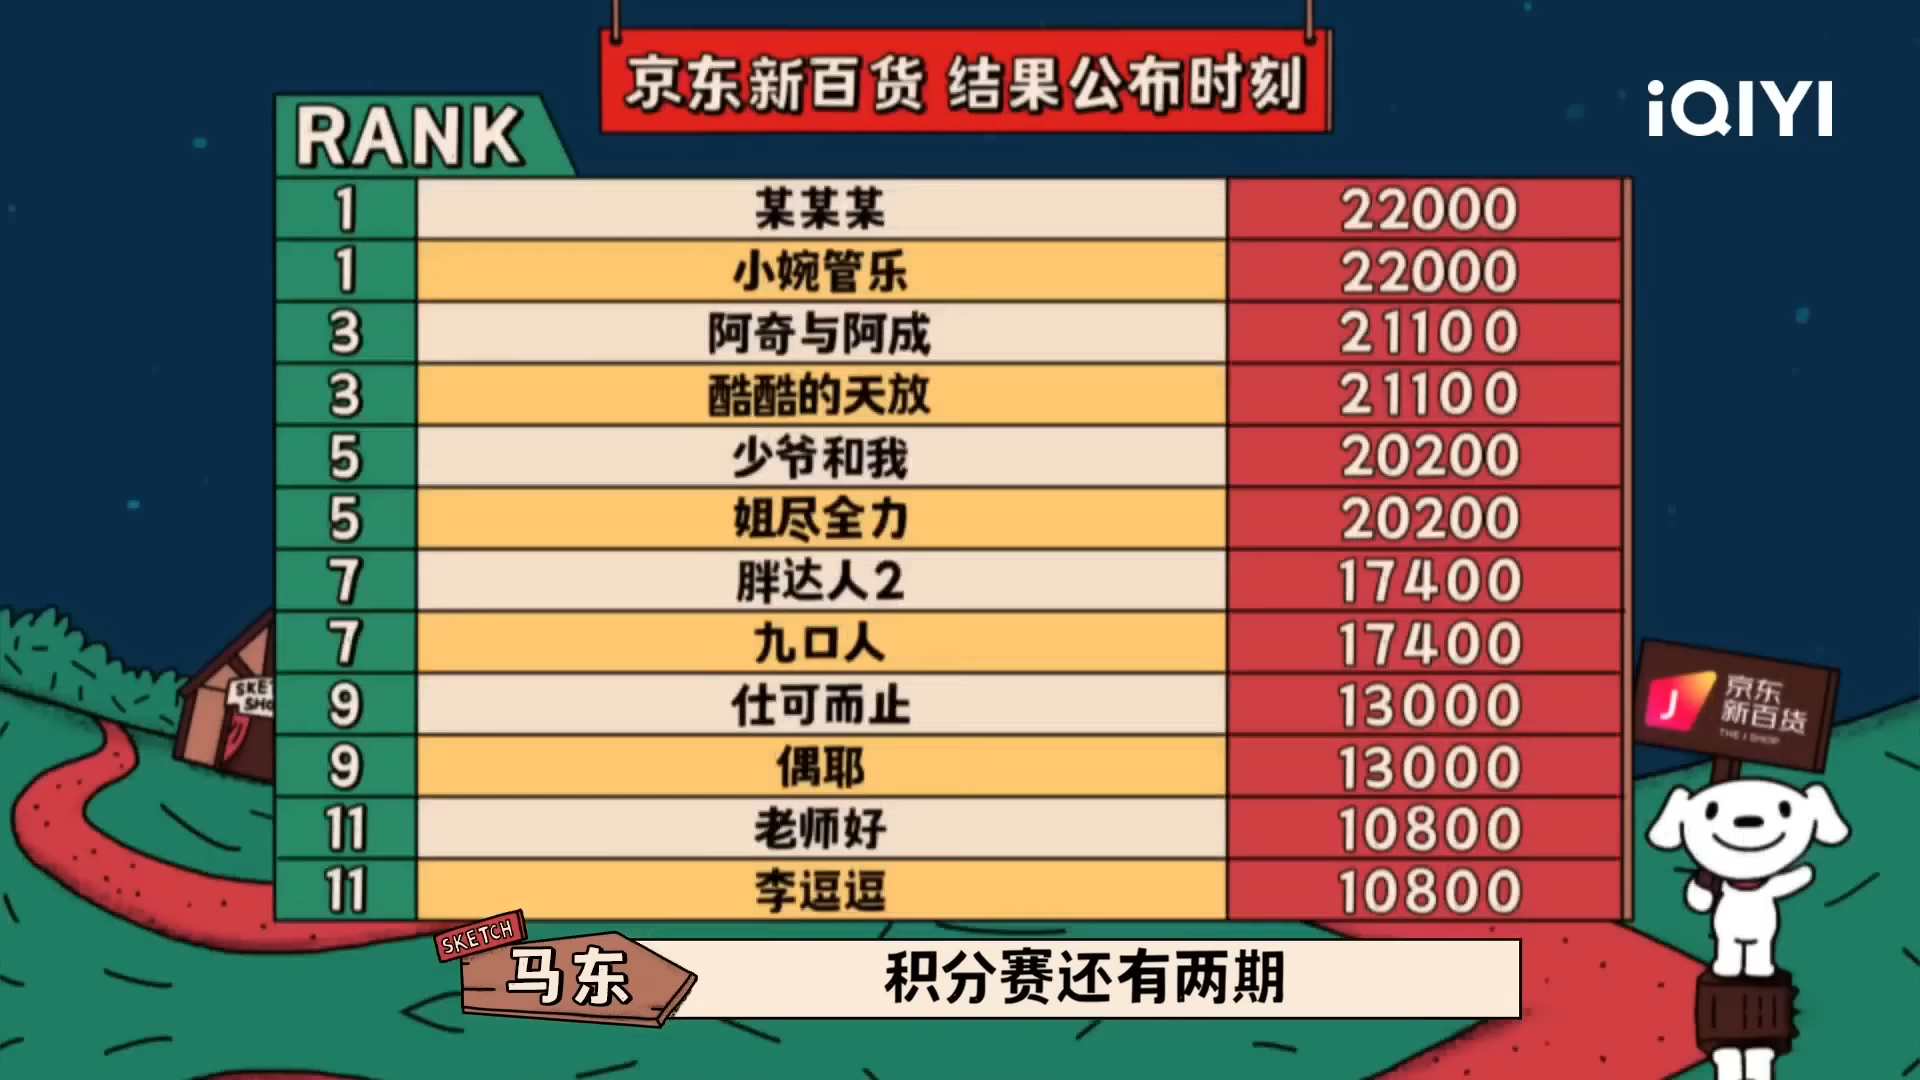 京东新百货 结果公布时刻
iQIYI
RANK
1 某某某 22000
1 小婉管乐 22000
3 阿奇与阿成 21100
3 酷酷的天放 21100
5 少爷和我 20200
5 姐尽全力 20200
7 胖达人2 17400
7 九口人 17400
9 仕可而止 13000
9 偶耶 13000
11 老师好 10800
11 李逗逗 10800
J 京东
新百货
THE J SHOP
SKETCH
马东 积分赛还有两期